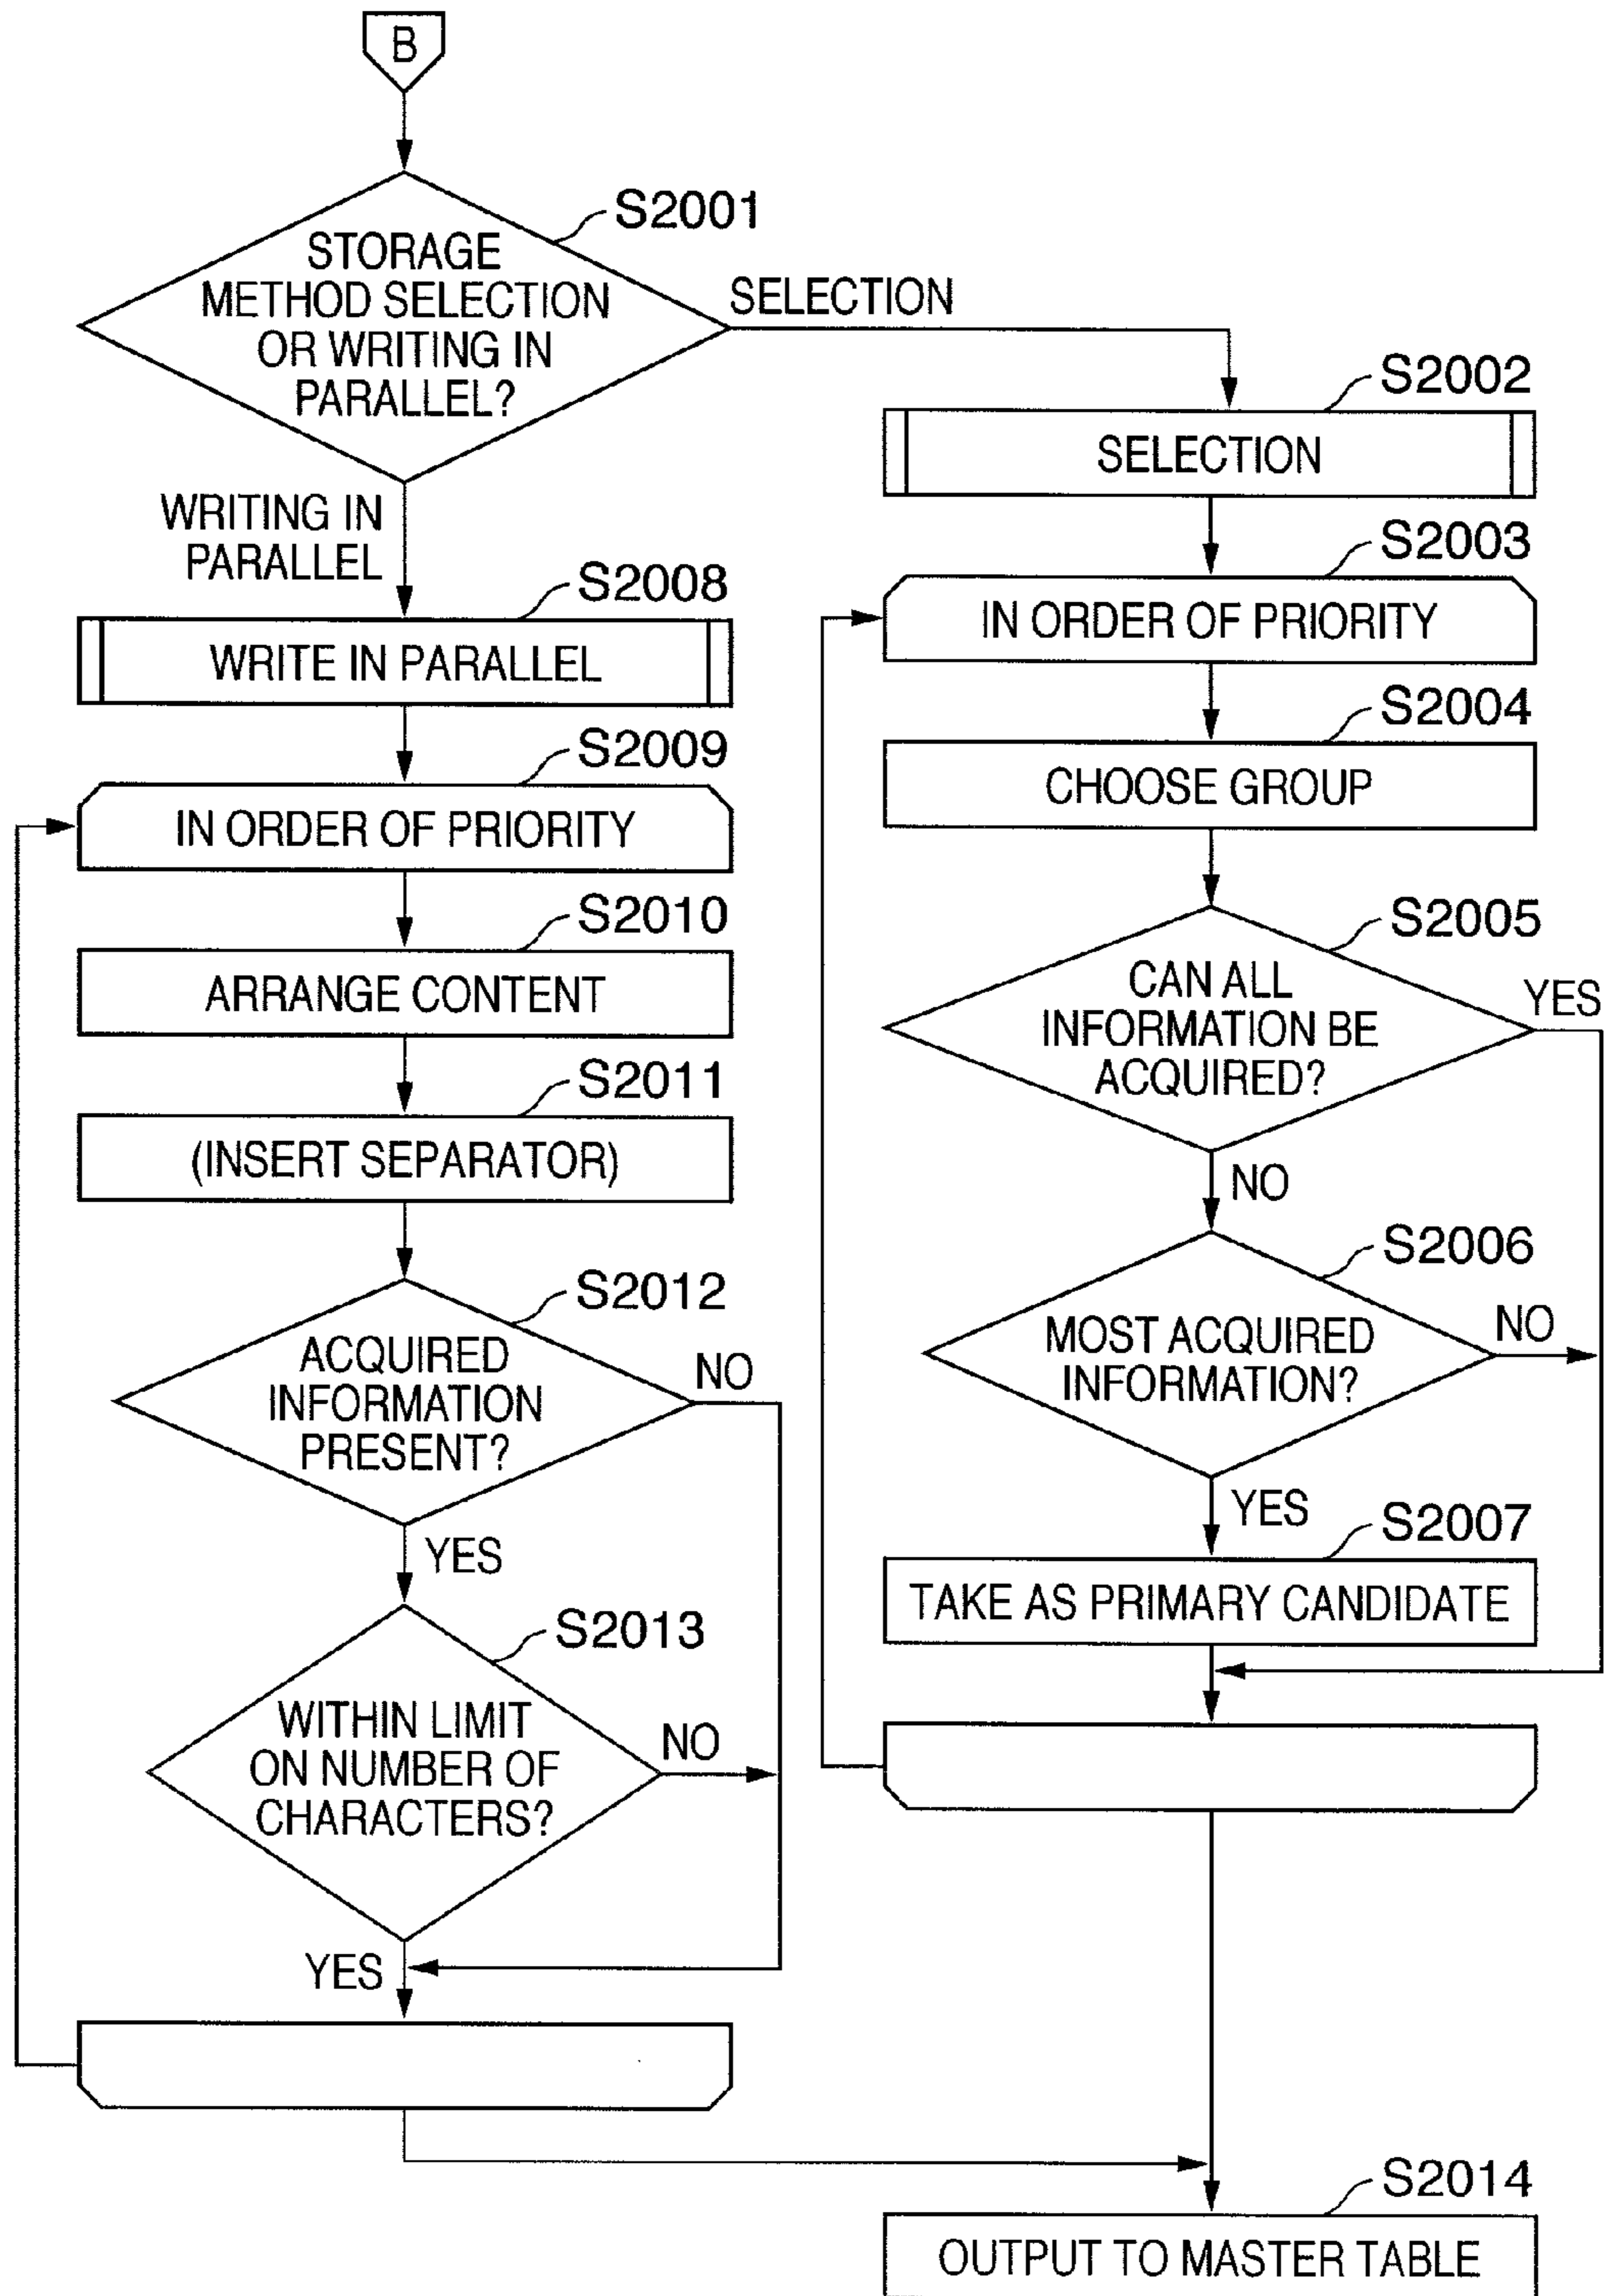 B
S2001
STORAGE
METHOD SELECTION
OR WRITING IN
PARALLEL?
SELECTION
WRITING IN
PARALLEL
S2002
SELECTION
S2003
IN ORDER OF PRIORITY
S2004
CHOOSE GROUP
S2005
CAN ALL
INFORMATION BE
ACQUIRED?
YES
NO
S2006
MOST ACQUIRED
INFORMATION?
NO
YES
S2007
TAKE AS PRIMARY CANDIDATE
S2008
WRITE IN PARALLEL
S2009
IN ORDER OF PRIORITY
S2010
ARRANGE CONTENT
S2011
(INSERT SEPARATOR)
S2012
ACQUIRED
INFORMATION
PRESENT?
NO
YES
S2013
WITHIN LIMIT
ON NUMBER OF
CHARACTERS?
NO
YES
S2014
OUTPUT TO MASTER TABLE